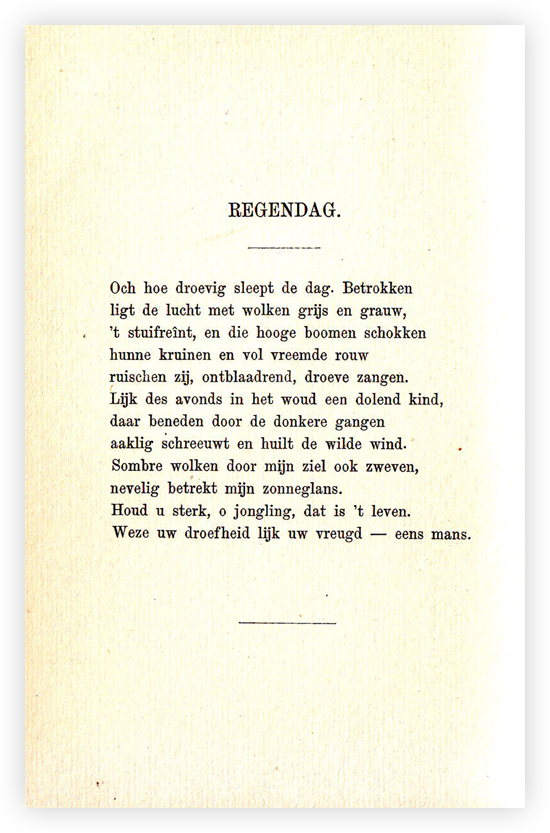 REGENDAG.
Och hoe droevig sleept de dag. Betrokken
ligt de lucht met wolken grijs en grauw,
't stuifreînt, en die hooge boomen schokken
hunne kruinen en vol vreemde rouw
ruischen zij, ontblaadrend, droeve zangen.
Lijk des avonds in het woud een dolend kind,
daar beneden door de donkere gangen
aaklig schreeuwt en huilt de wilde wind.
Sombre wolken door mijn ziel ook zweven,
nevelig betrekt mijn zonneglans.
Houd u sterk, o jongling, dat is 't leven.
Weze uw droefheid lijk uw vreugd — eens mans.